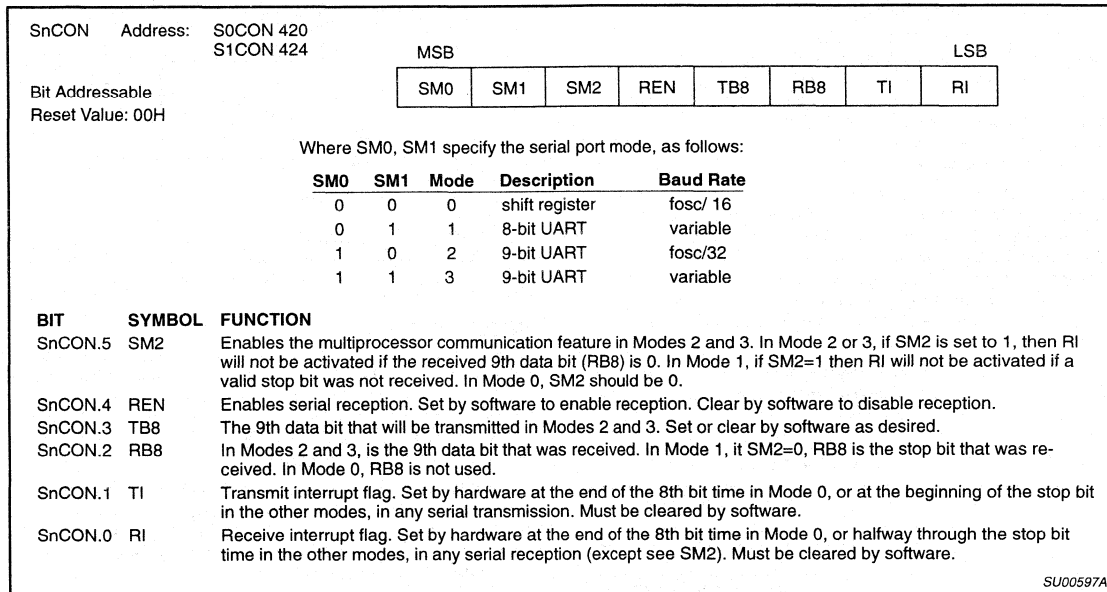 SnCON Address: S0CON 420
S1CON 424
MSB LSB
Bit Addressable
SM0 SM1 SM2 REN TB8 RB8 TI RI
Reset Value: 00H
Where SM0, SM1 specify the serial port mode, as follows:
SM0 SM1 Mode Description Baud Rate
0 0 0 shift register fosc/ 16
0 1 1 8-bit UART variable
1 0 2 9-bit UART fosc/32
1 1 3 9-bit UART variable
BIT SYMBOL FUNCTION
SnCON.5 SM2 Enables the multiprocessor communication feature in Modes 2 and 3. In Mode 2 or 3, if SM2 is set to 1, then RI
will not be activated if the received 9th data bit (RB8) is 0. In Mode 1, if SM2=1 then RI will not be activated if a
valid stop bit was not received. In Mode 0, SM2 should be 0.
SnCON.4 REN Enables serial reception. Set by software to enable reception. Clear by software to disable reception.
SnCON.3 TB8 The 9th data bit that will be transmitted in Modes 2 and 3. Set or clear by software as desired.
SnCON.2 RB8 In Modes 2 and 3, is the 9th data bit that was received. In Mode 1, it SM2=0, RB8 is the stop bit that was re-
ceived. In Mode 0, RB8 is not used.
SnCON.1 TI Transmit interrupt flag. Set by hardware at the end of the 8th bit time in Mode 0, or at the beginning of the stop bit
in the other modes, in any serial transmission. Must be cleared by software.
SnCON.0 RI Receive interrupt flag. Set by hardware at the end of the 8th bit time in Mode 0, or halfway through the stop bit
time in the other modes, in any serial reception (except see SM2). Must be cleared by software.
SU00597A